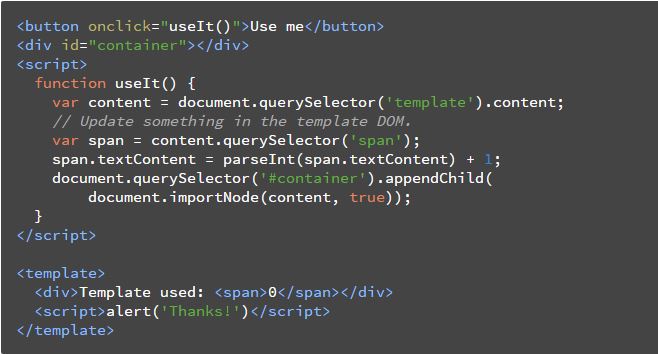 <button onclick="useIt()">Use me</button>
<div id="container"></div>
<script>
  function useIt() {
    var content = document.querySelector('template').content;
    // Update something in the template DOM.
    var span = content.querySelector('span');
    span.textContent = parseInt(span.textContent) + 1;
    document.querySelector('#container').appendChild(
        document.importNode(content, true));
  }
</script>

<template>
  <div>Template used: <span>0</span></div>
  <script>alert('Thanks!')</script>
</template>